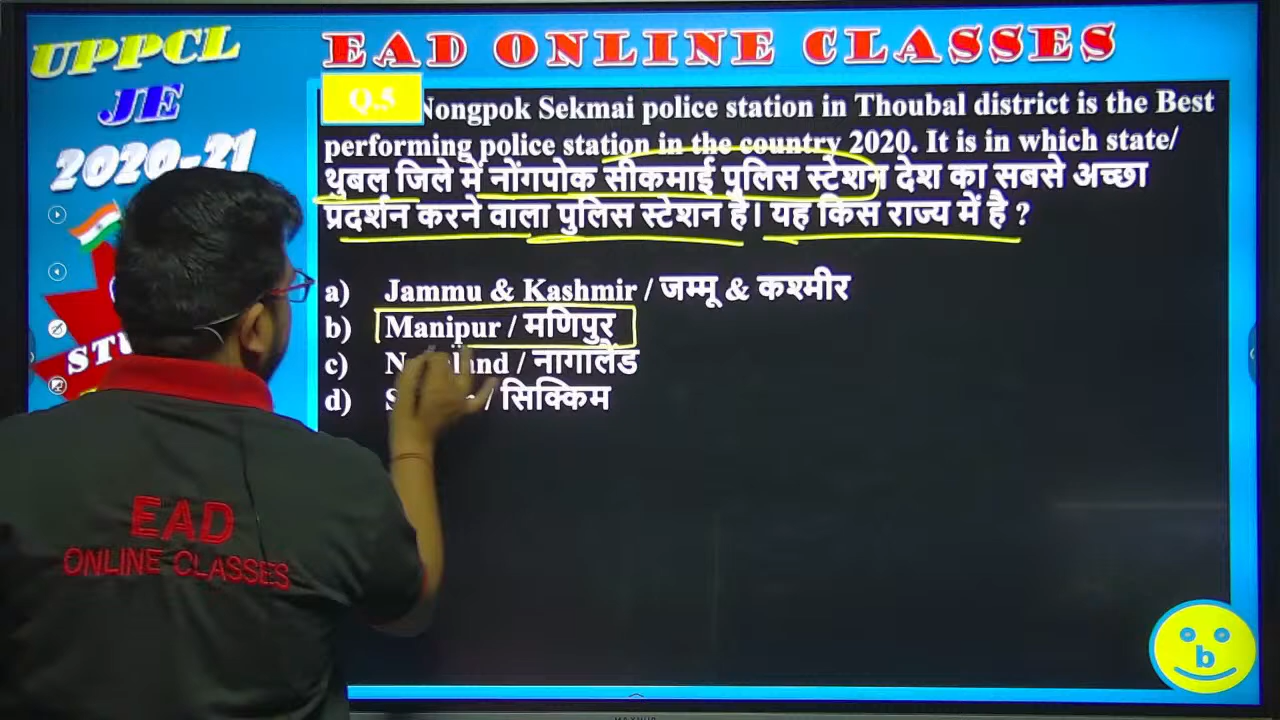 UPPCL
JE
2020-21
EAD ONLINE CLASSES
Q.5
Nongpok Sekmai police station in Thoubal district is the Best
performing police station in the country 2020. It is in which state/
थुबल जिले में नोंगपोक सीकमाई पुलिस स्टेशन देश का सबसे अच्छा
प्रदर्शन करने वाला पुलिस स्टेशन है। यह किस राज्य में है ?
a) Jammu & Kashmir / जम्मू & कश्मीर
b) Manipur / मणिपुर
c) / नागालेंड
d) / सिक्किम
EAD
ONLINE CLASSES
b